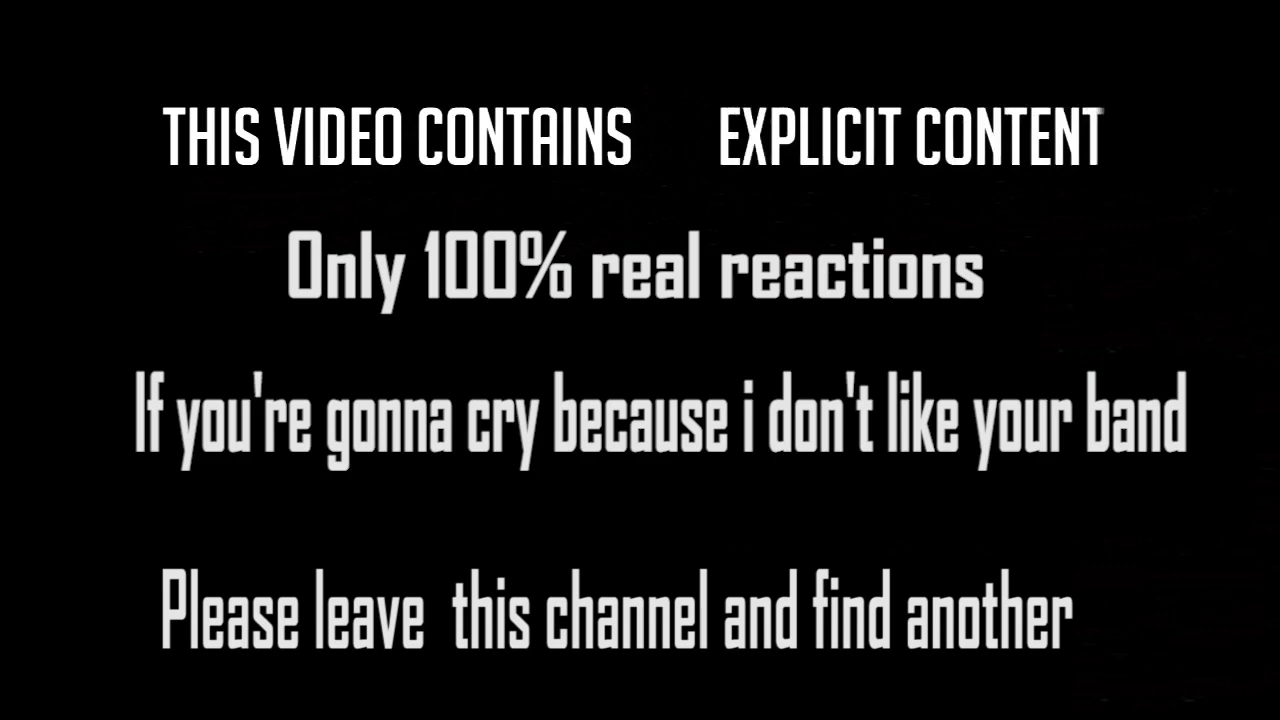 THIS VIDEO CONTAINS EXPLICIT CONTENT
Only 100% real reactions
If you're gonna cry because i don't like your band
Please leave this channel and find another